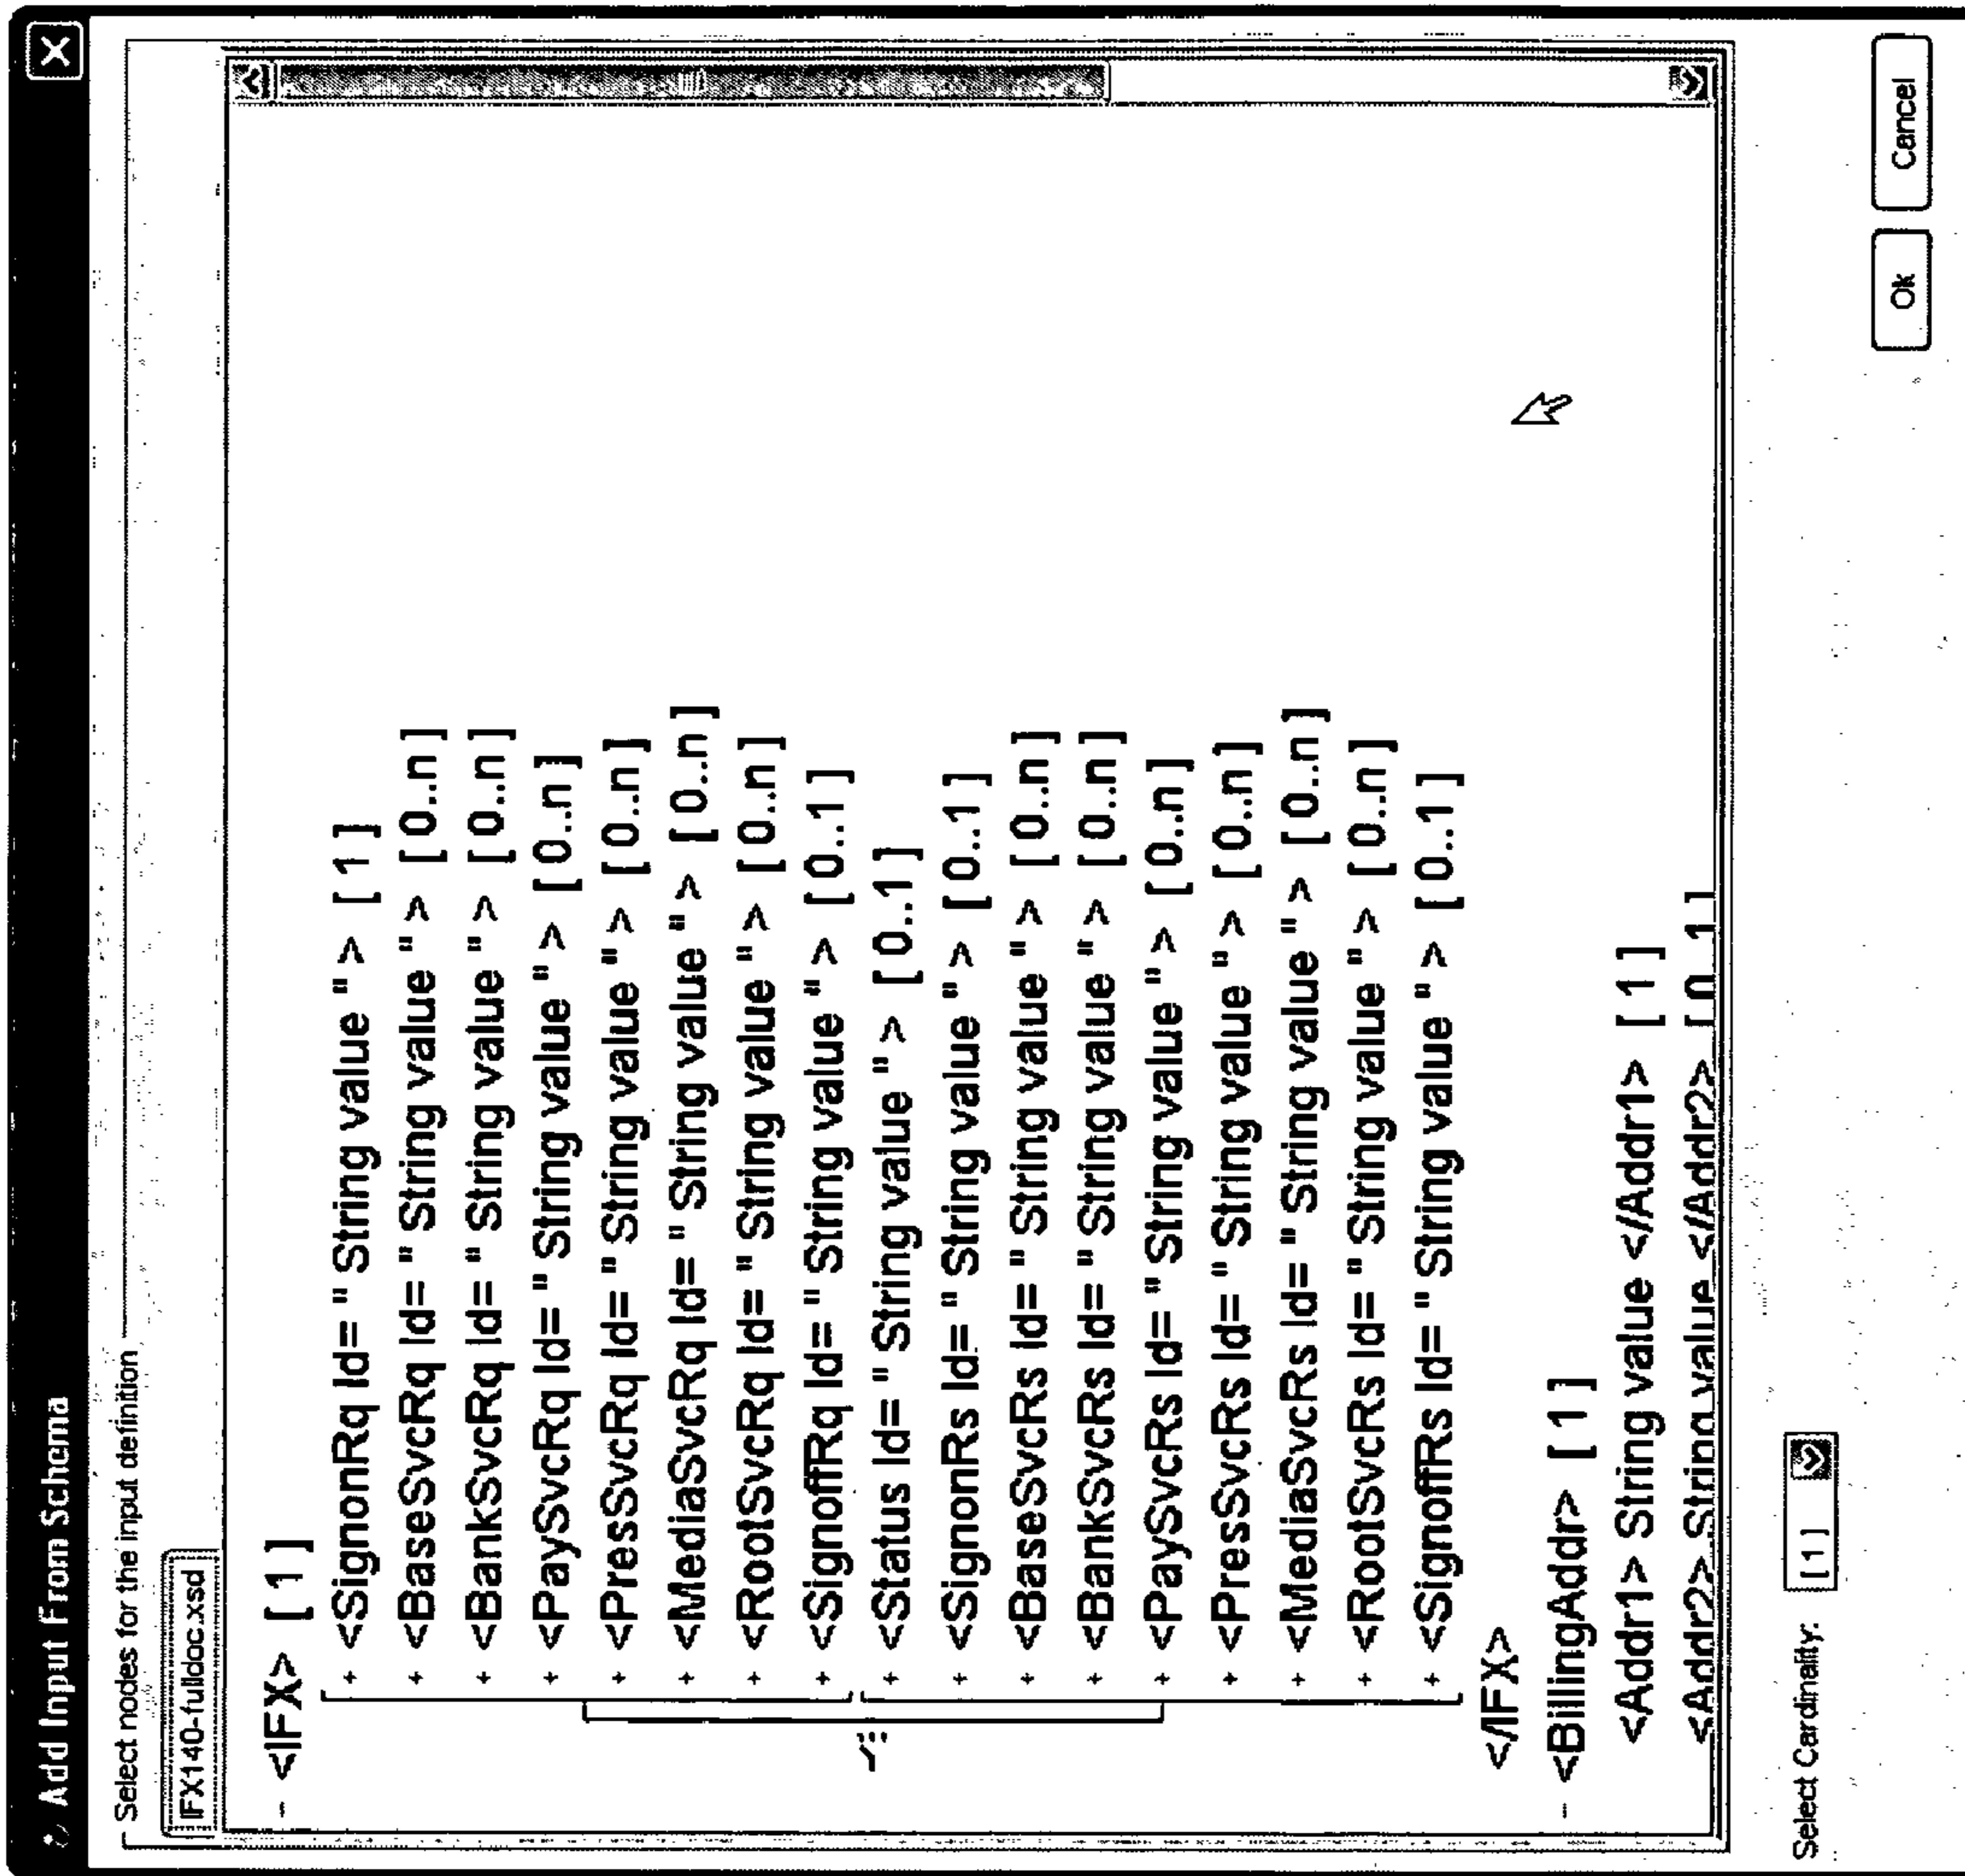 Add Input From Schema
Select nodes for the input definition
IFX140-fulldoc.xsd
- <IFX> [1]
+ <SignonRq Id="String value"> [1]
+ <BaseSvcRq Id="String value"> [0..n]
+ <BankSvcRq Id="String value"> [0..n]
+ <PaySvcRq Id="String value"> [0..n]
+ <PresSvcRq Id="String value"> [0..n]
+ <MediaSvcRq Id="String value"> [0..n]
+ <RootSvcRq Id="String value"> [0..n]
+ <SignoffRq Id="String value"> [0..1]
+ <Status Id="String value"> [0..1]
+ <SignonRs Id="String value"> [0..1]
+ <BaseSvcRs Id="String value"> [0..n]
+ <BankSvcRs Id="String value"> [0..n]
+ <PaySvcRs Id="String value"> [0..n]
+ <PresSvcRs Id="String value"> [0..n]
+ <MediaSvcRs Id="String value"> [0..n]
+ <RootSvcRs Id="String value"> [0..n]
+ <SignoffRs Id="String value"> [0..1]
</IFX>
- <BillingAddr> [1]
<Addr1> String value </Addr1> [1]
<Addr2> String value </Addr2> [0..1]
Select Cardinality: [1]
Ok Cancel